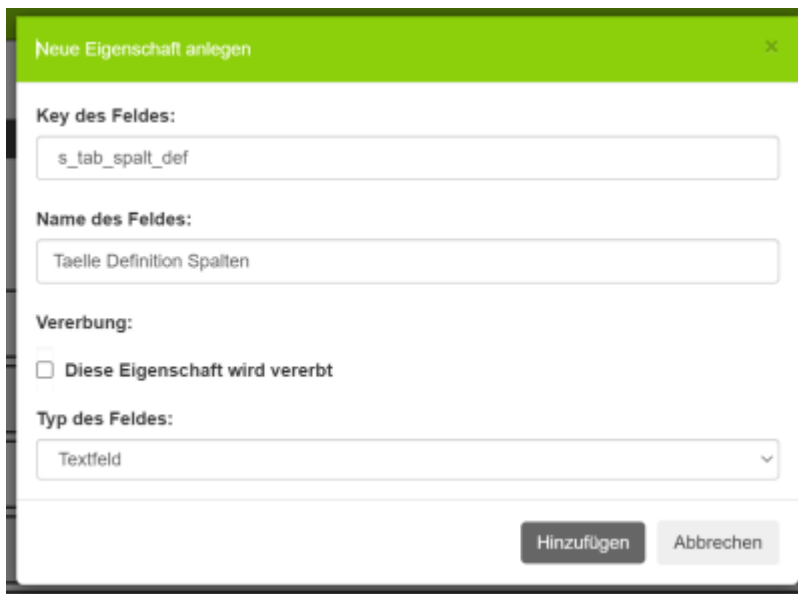 Neue Eigenschaft anlegen ×
Key des Feldes:
s_tab_spalt_def
Name des Feldes:
Taelle Definition Spalten
Vererbung:
Diese Eigenschaft wird vererbt
Typ des Feldes:
Textfeld
Hinzufügen Abbrechen